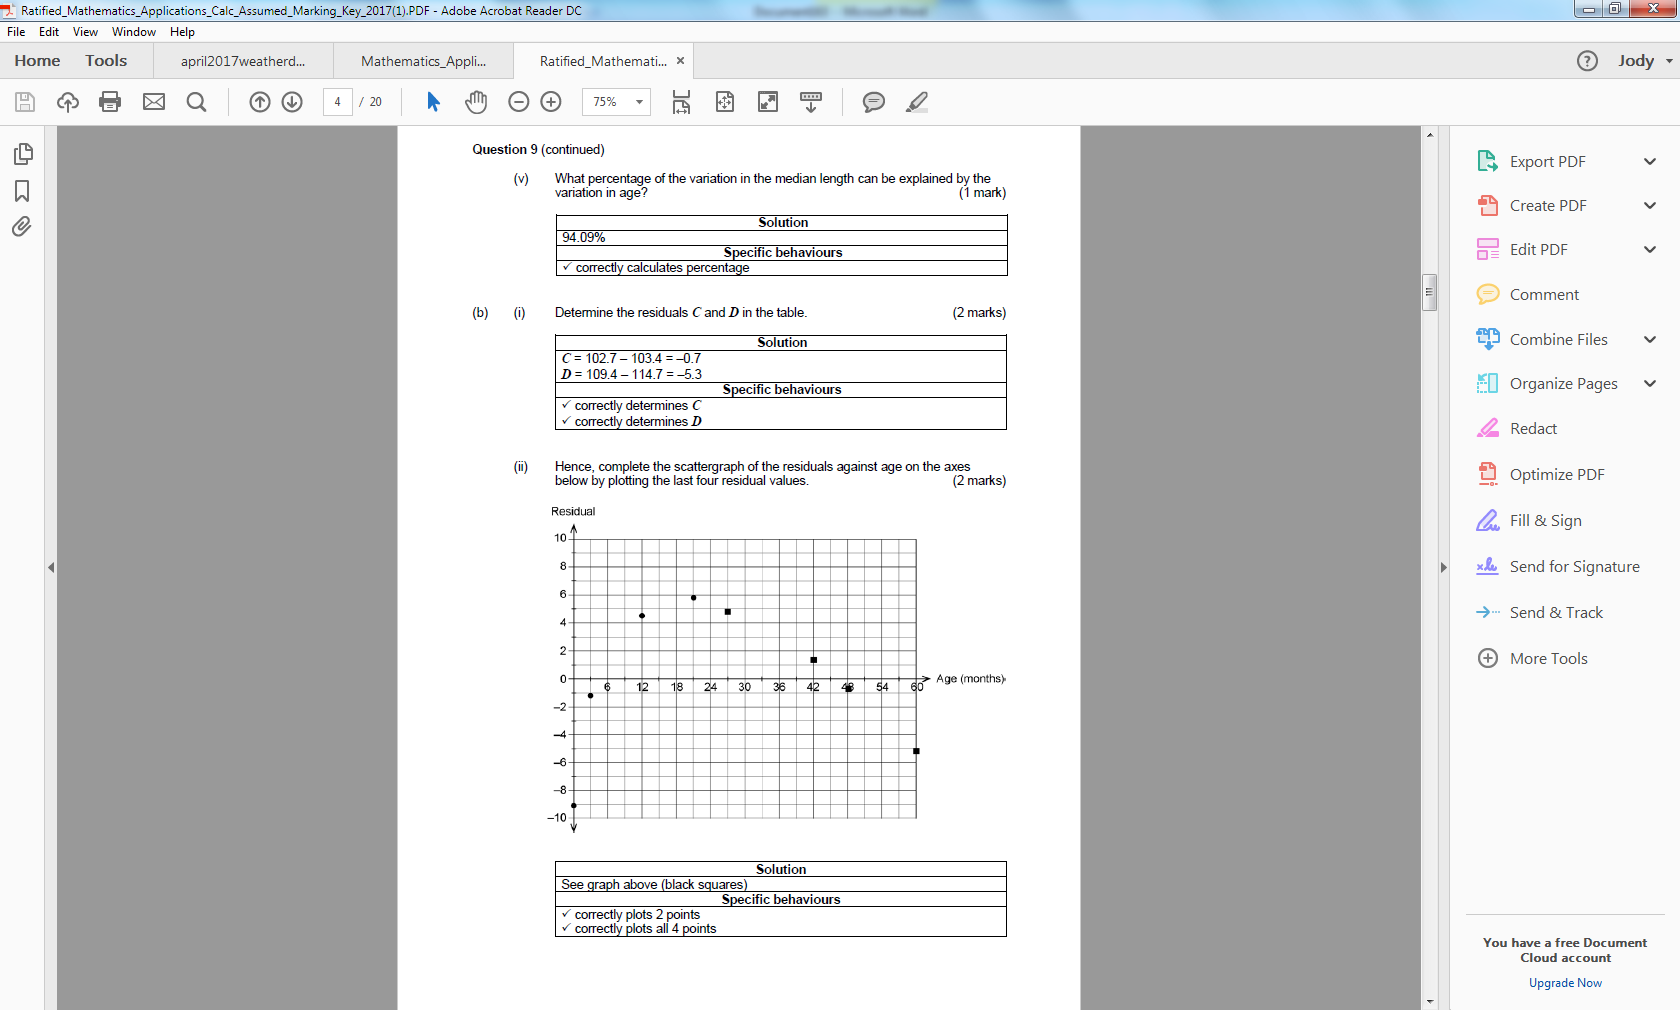 Ratified_Mathematics_Applications_Calc_Assumed_Marking_Key_2017(1).PDF - Adobe Acrobat Reader DC
File Edit View Window Help
Home Tools april2017weatherd... Mathematics_Appli... Ratified_Mathemati... ×
? Jody
4 / 20 75%
Question 9 (continued)
(v) What percentage of the variation in the median length can be explained by the
variation in age? (1 mark)
Solution
94.09%
Specific behaviours
✓ correctly calculates percentage
(b) (i) Determine the residuals C and D in the table. (2 marks)
Solution
C = 102.7 – 103.4 = –0.7
D = 109.4 – 114.7 = –5.3
Specific behaviours
✓ correctly determines C
✓ correctly determines D
(ii) Hence, complete the scattergraph of the residuals against age on the axes
below by plotting the last four residual values. (2 marks)
Residual
10
8
6
4
2
0
–2
–4
–6
–8
–10
6 12 18 24 30 36 42 48 54 60
Age (months)
Solution
See graph above (black squares)
Specific behaviours
✓ correctly plots 2 points
✓ correctly plots all 4 points
Export PDF
Create PDF
Edit PDF
Comment
Combine Files
Organize Pages
Redact
Optimize PDF
Fill & Sign
Send for Signature
Send & Track
More Tools
You have a free Document
Cloud account
Upgrade Now